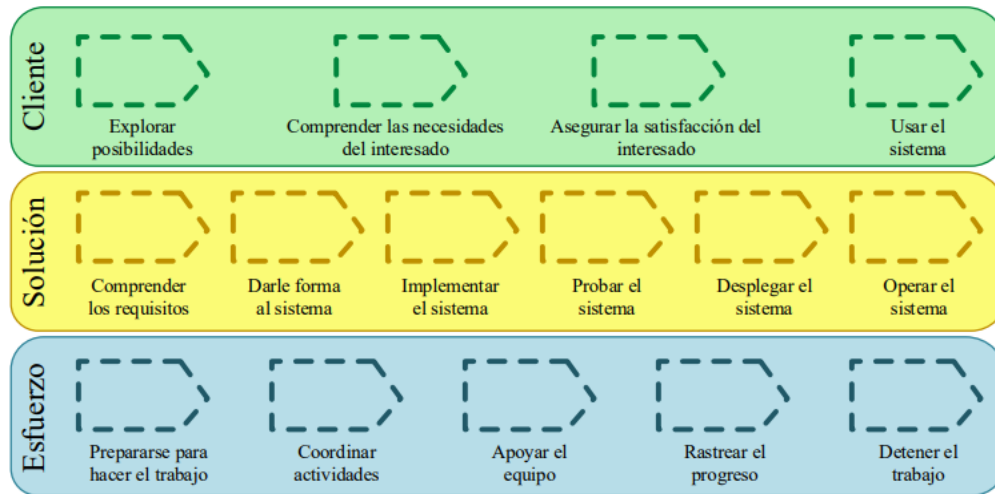 Cliente
Explorar
posibilidades
Comprender las necesidades
del interesado
Asegurar la satisfacción del
interesado
Usar el
sistema
Solución
Comprender
los requisitos
Darle forma
al sistema
Implementar
el sistema
Probar el
sistema
Desplegar el
sistema
Operar el
sistema
Esfuerzo
Prepararse para
hacer el trabajo
Coordinar
actividades
Apoyar el
equipo
Rastrear el
progreso
Detener el
trabajo